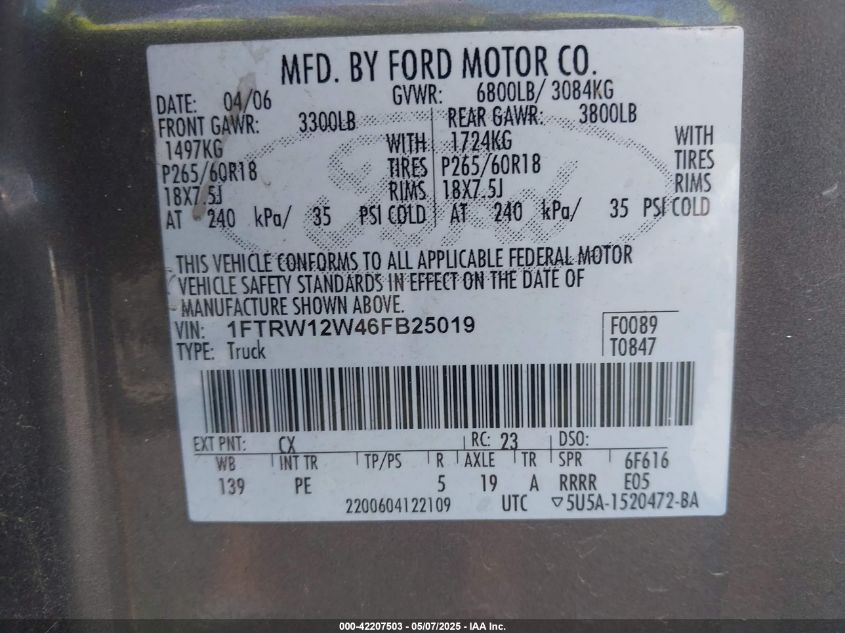 MFD. BY FORD MOTOR CO.
DATE: 04/06 GVWR: 6800LB/ 3084KG
FRONT GAWR: 3300LB REAR GAWR: 3800LB
1497KG WITH 1724KG WITH
P265/60R18 TIRES P265/60R18 TIRES
18X7.5J RIMS 18X7.5J RIMS
AT 240 kPa/ 35 PSI COLD AT 240 kPa/ 35 PSI COLD
THIS VEHICLE CONFORMS TO ALL APPLICABLE FEDERAL MOTOR
VEHICLE SAFETY STANDARDS IN EFFECT ON THE DATE OF
MANUFACTURE SHOWN ABOVE.
VIN: 1FTRW12W46FB25019 F0089
TYPE: Truck T0847
EXT PNT: CX RC: 23 DSO:
WB INT TR TP/PS R AXLE TR SPR 6F616
139 PE 5 19 A RRRR E05
2200604122109 UTC ▽5U5A-1520472-BA
000-42207503 — 05/07/2025 — IAA Inc.